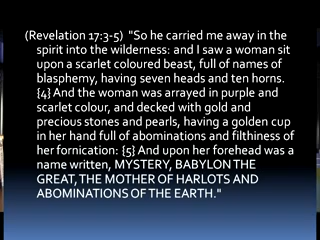 (Revelation 17:3-5)  "So he carried me away in the
spirit into the wilderness: and I saw a woman sit
upon a scarlet coloured beast, full of names of
blasphemy, having seven heads and ten horns.
{4} And the woman was arrayed in purple and
scarlet colour, and decked with gold and
precious stones and pearls, having a golden cup
in her hand full of abominations and filthiness of
her fornication: {5} And upon her forehead was a
name written, MYSTERY, BABYLON THE
GREAT, THE MOTHER OF HARLOTS AND
ABOMINATIONS OF THE EARTH."